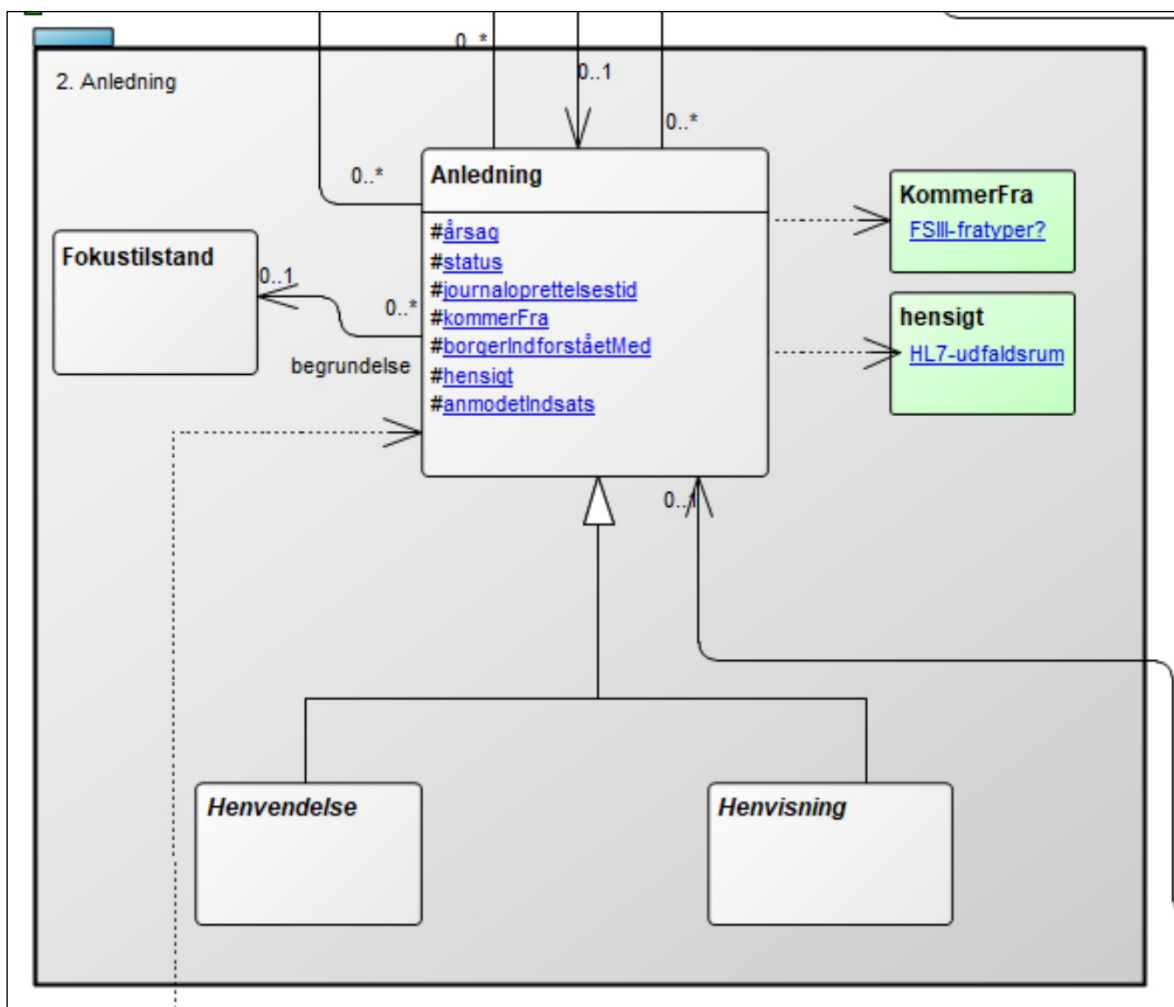 0..*
0..1
2. Anledning
0..*
0..*
Anledning
KommerFra
#årsag
FSIII-fratyper?
Fokustilstand
#status
0..1
#journaloprettelsestid
0..*
#kommerFra
hensigt
#borgerIndforståetMed
HL7-udfaldsrum
begrundelse
#hensigt
#anmodetIndsats
0..1
Henvendelse
Henvisning